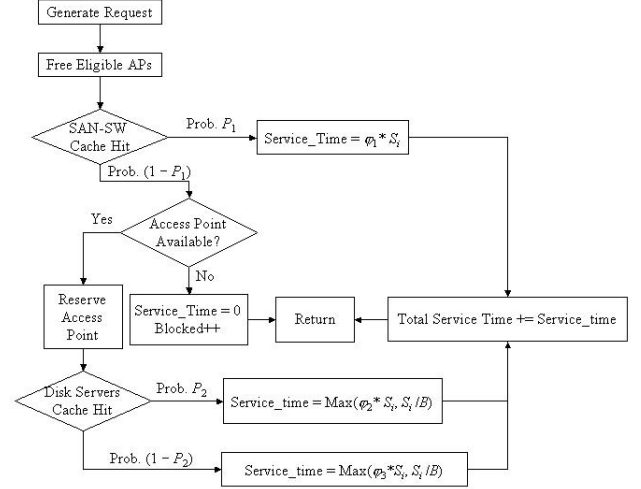 Generate Request
Free Eligible APs
SAN-SW
Cache Hit
Prob. P₁
Service_Time = φ₁* Sᵢ
Prob. (1 − P₁)
Yes
Access Point
Available?
No
Reserve
Access
Point
Service_Time = 0
Blocked++
Return
Total Service Time += Service_time
Disk Servers
Cache Hit
Prob. P₂
Service_time = Max(φ₂* Sᵢ, Sᵢ /B)
Prob. (1 − P₂)
Service_time = Max(φ₃*Sᵢ, Sᵢ /B)